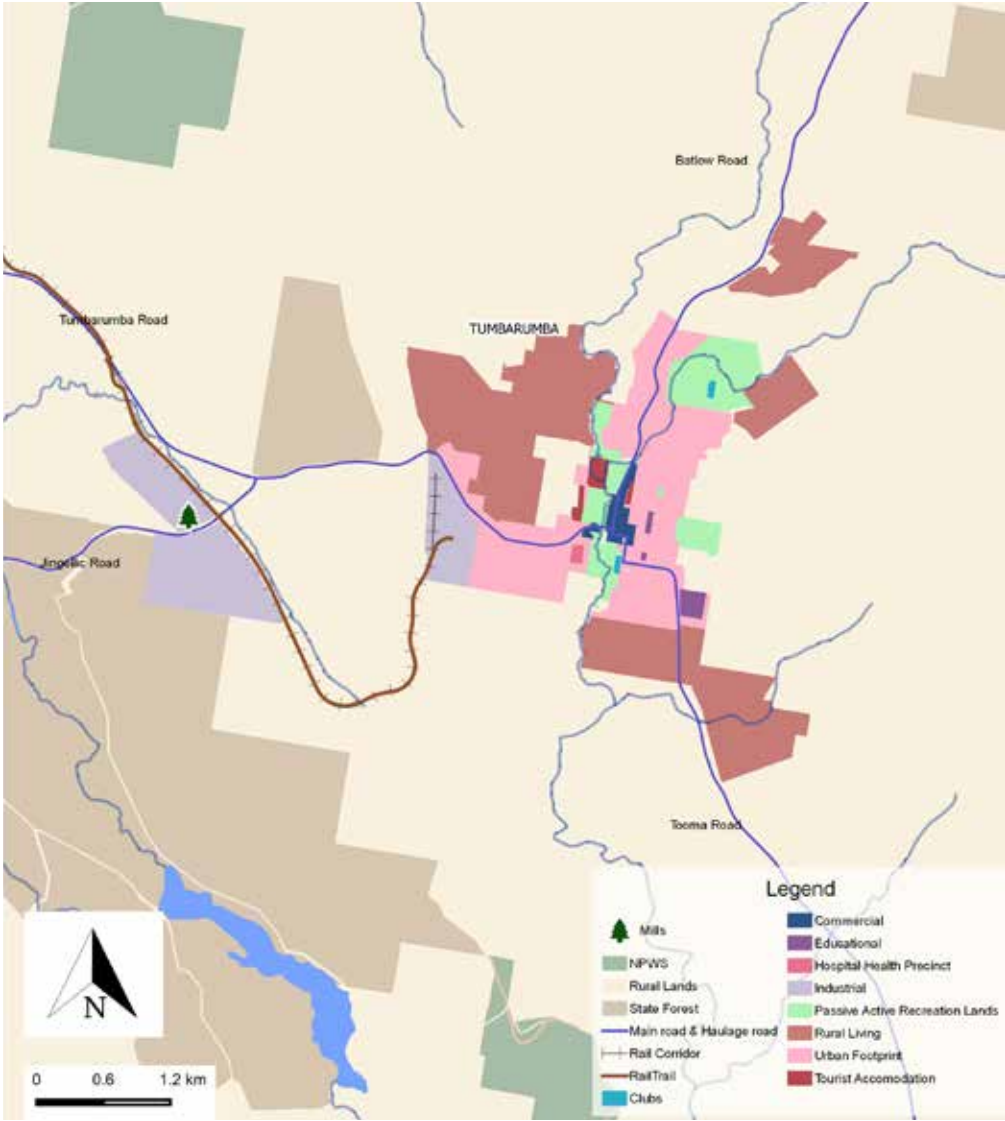 Batlow Road
Tumbarumba Road
TUMBARUMBA
Jingellic Road
Tooma Road
Legend
Mills
NPWS
Rural Lands
State Forest
Main road & Haulage road
Rail Corridor
RailTrail
Clubs
Commercial
Educational
Hospital Health Precinct
Industrial
Passive Active Recreation Lands
Rural Living
Urban Footprint
Tourist Accomodation
N
0 0.6 1.2 km